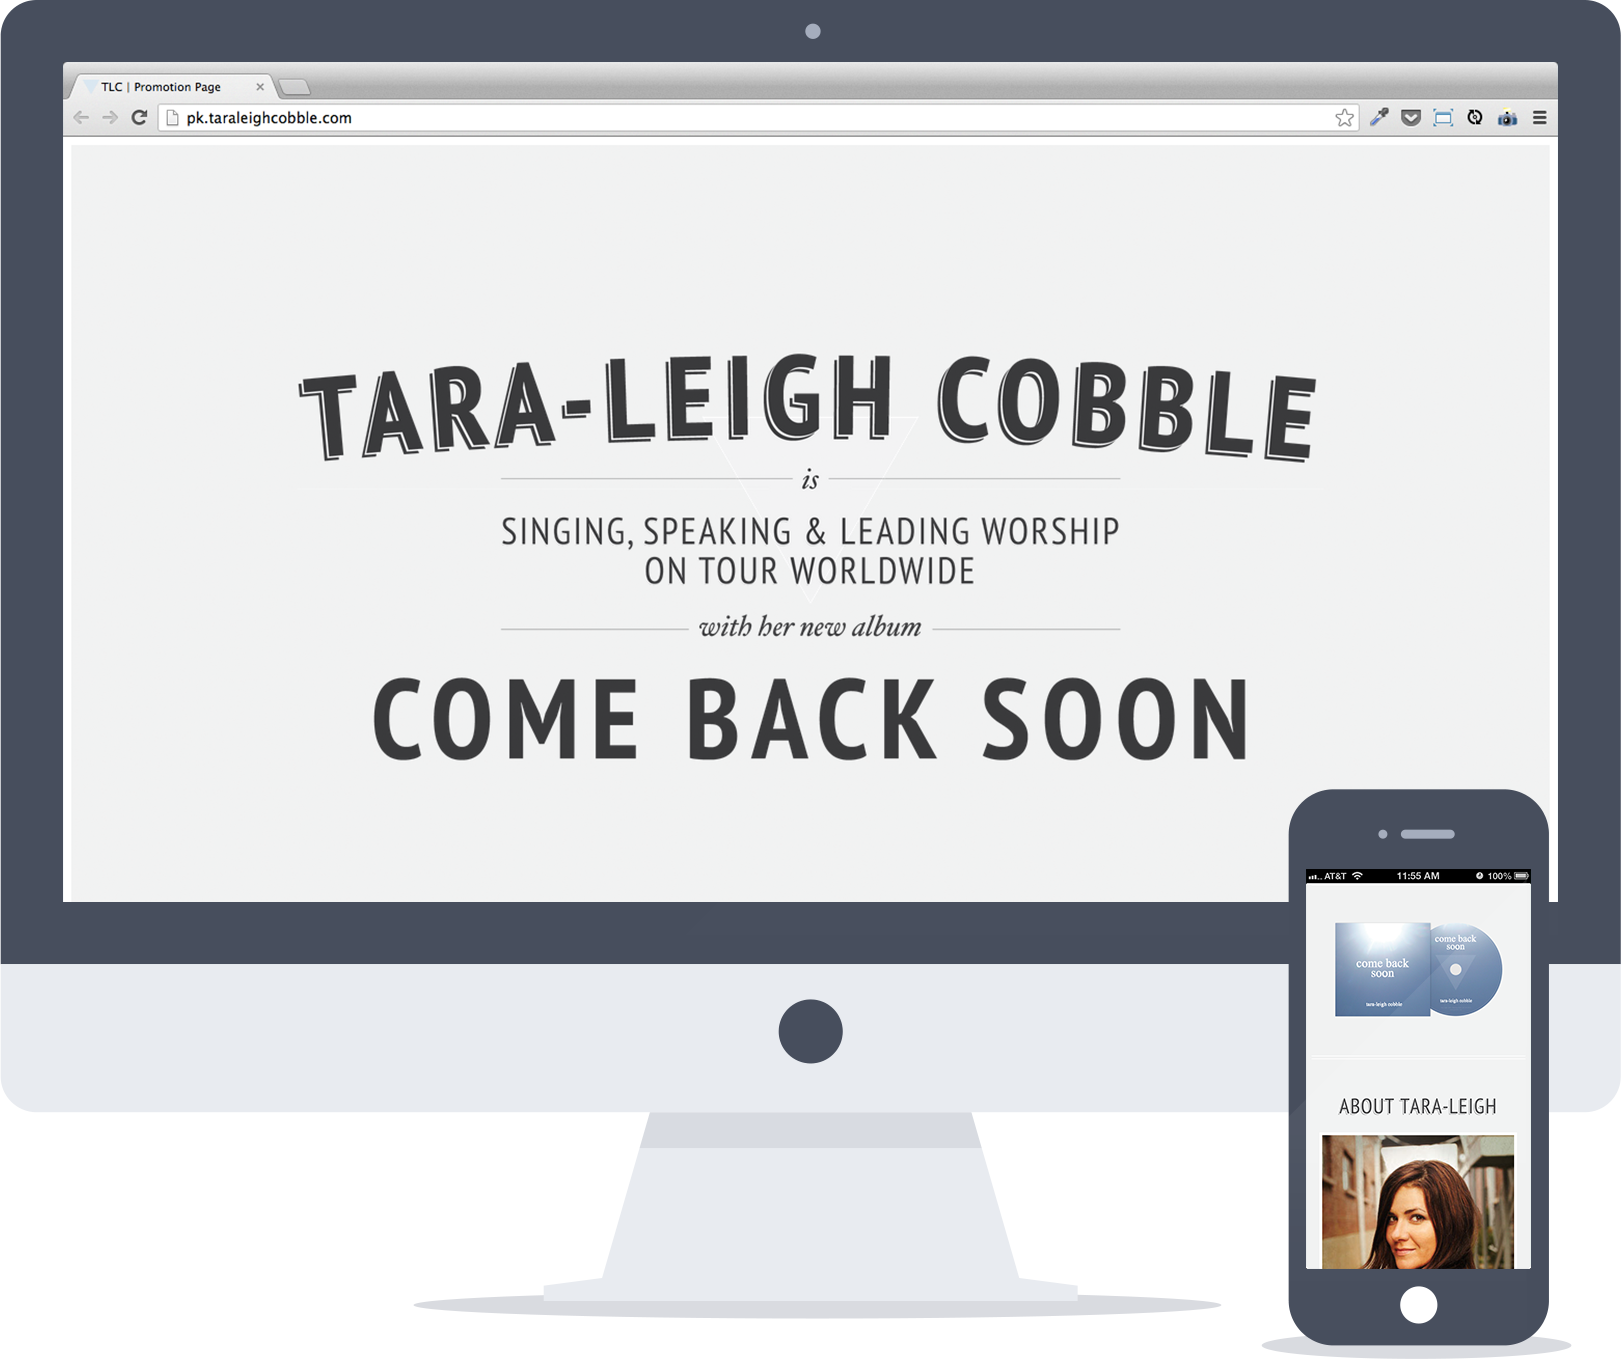 TLC | Promotion Page
pk.taraleighcobble.com
TARA-LEIGH COBBLE
is
SINGING, SPEAKING & LEADING WORSHIP
ON TOUR WORLDWIDE
with her new album
COME BACK SOON
AT&T 11:55 AM 100%
come back
soon
tara-leigh cobble
come back
soon
tara-leigh cobble
ABOUT TARA-LEIGH